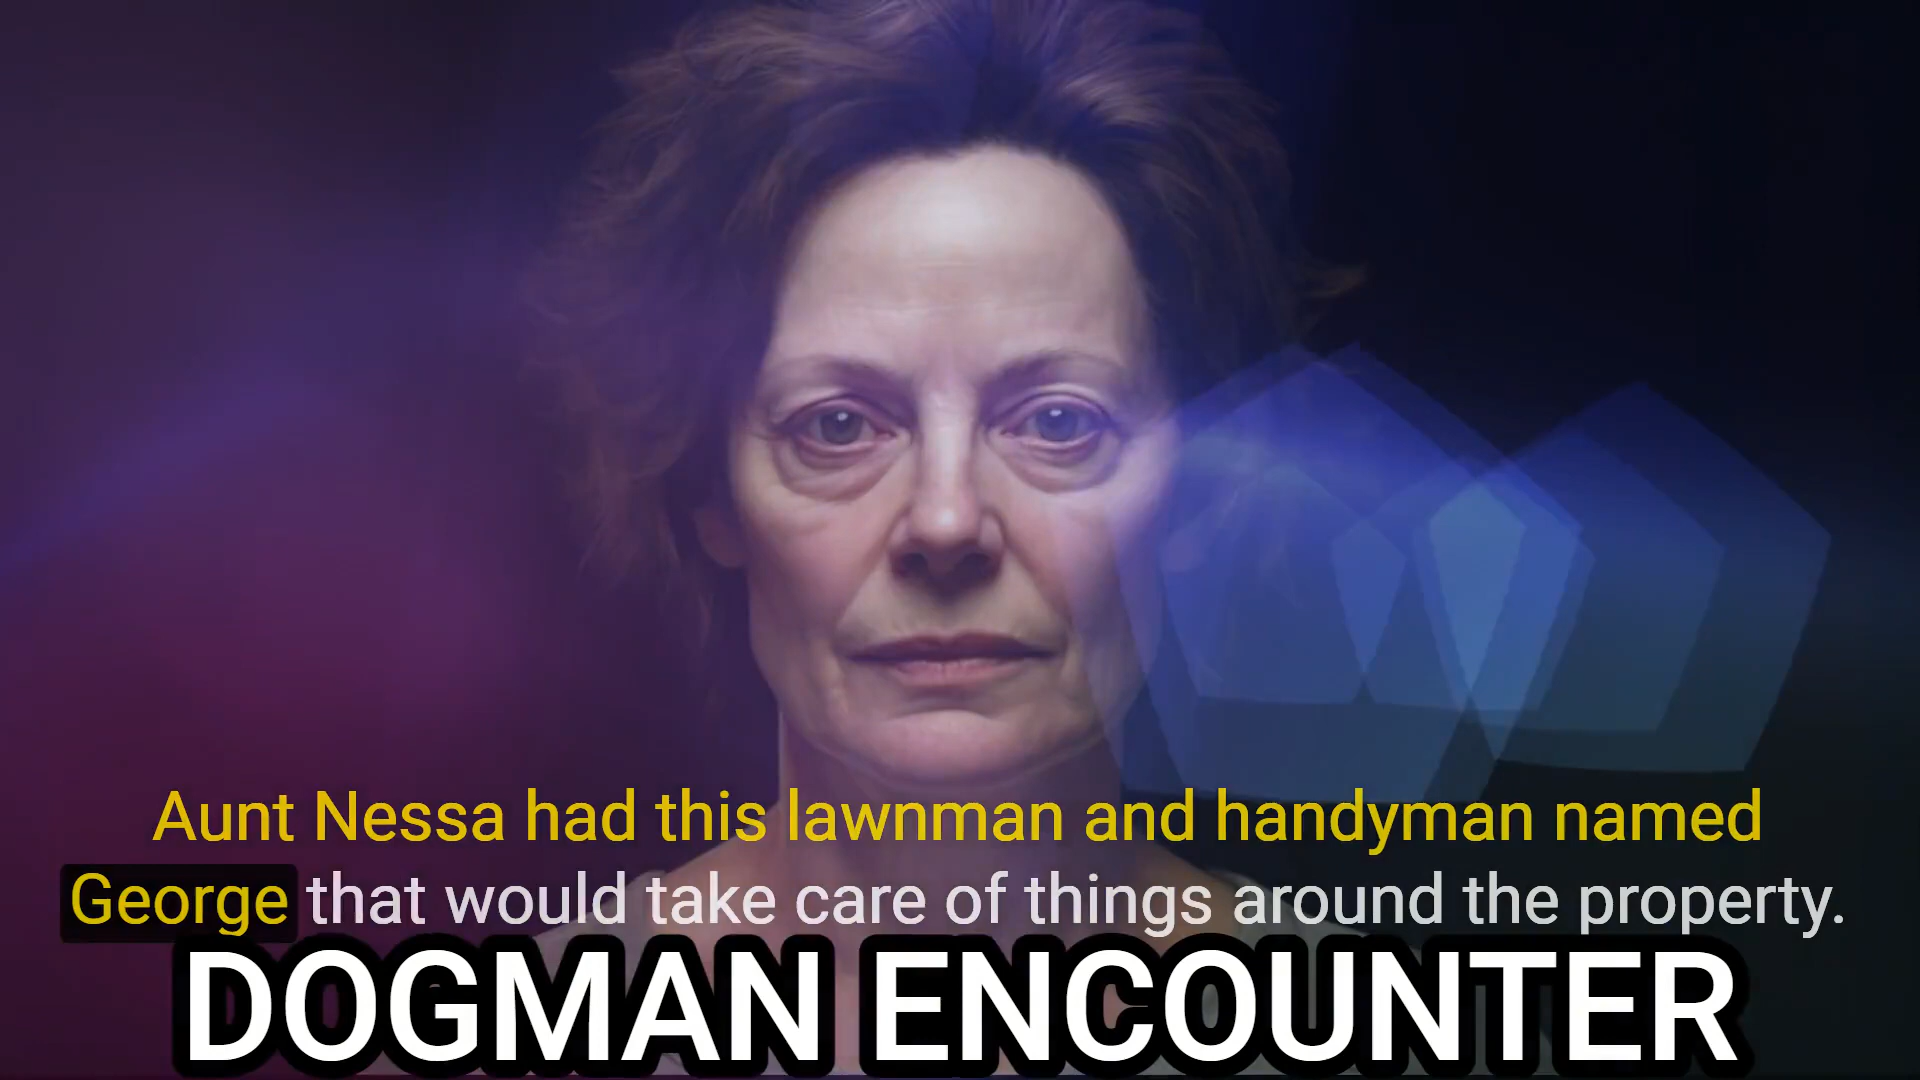 Aunt Nessa had this lawnman and handyman named
George that would take care of things around the property.
DOGMAN ENCOUNTER